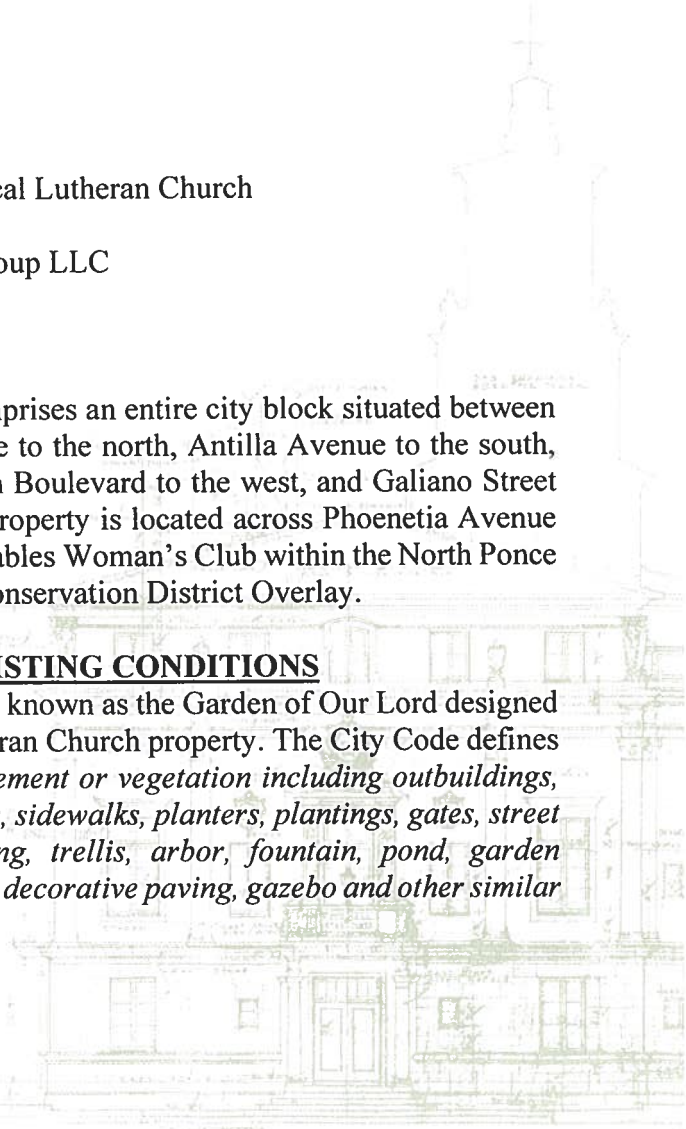 cal Lutheran Church
oup LLC
prises an entire city block situated between
e to the north, Antilla Avenue to the south,
n Boulevard to the west, and Galiano Street
roperty is located across Phoenetia Avenue
ables Woman's Club within the North Ponce
onservation District Overlay.
ISTING CONDITIONS
known as the Garden of Our Lord designed
ran Church property. The City Code defines
ement or vegetation including outbuildings,
, sidewalks, planters, plantings, gates, street
ng, trellis, arbor, fountain, pond, garden
decorative paving, gazebo and other similar